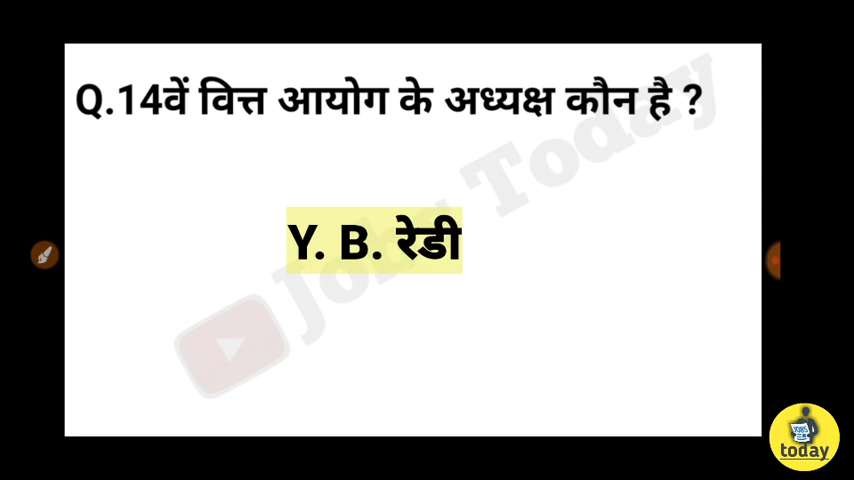 Q.14वें वित्त आयोग के अध्यक्ष कौन है ?
Y. B. रेडी
Jobs Today
JOBS
today